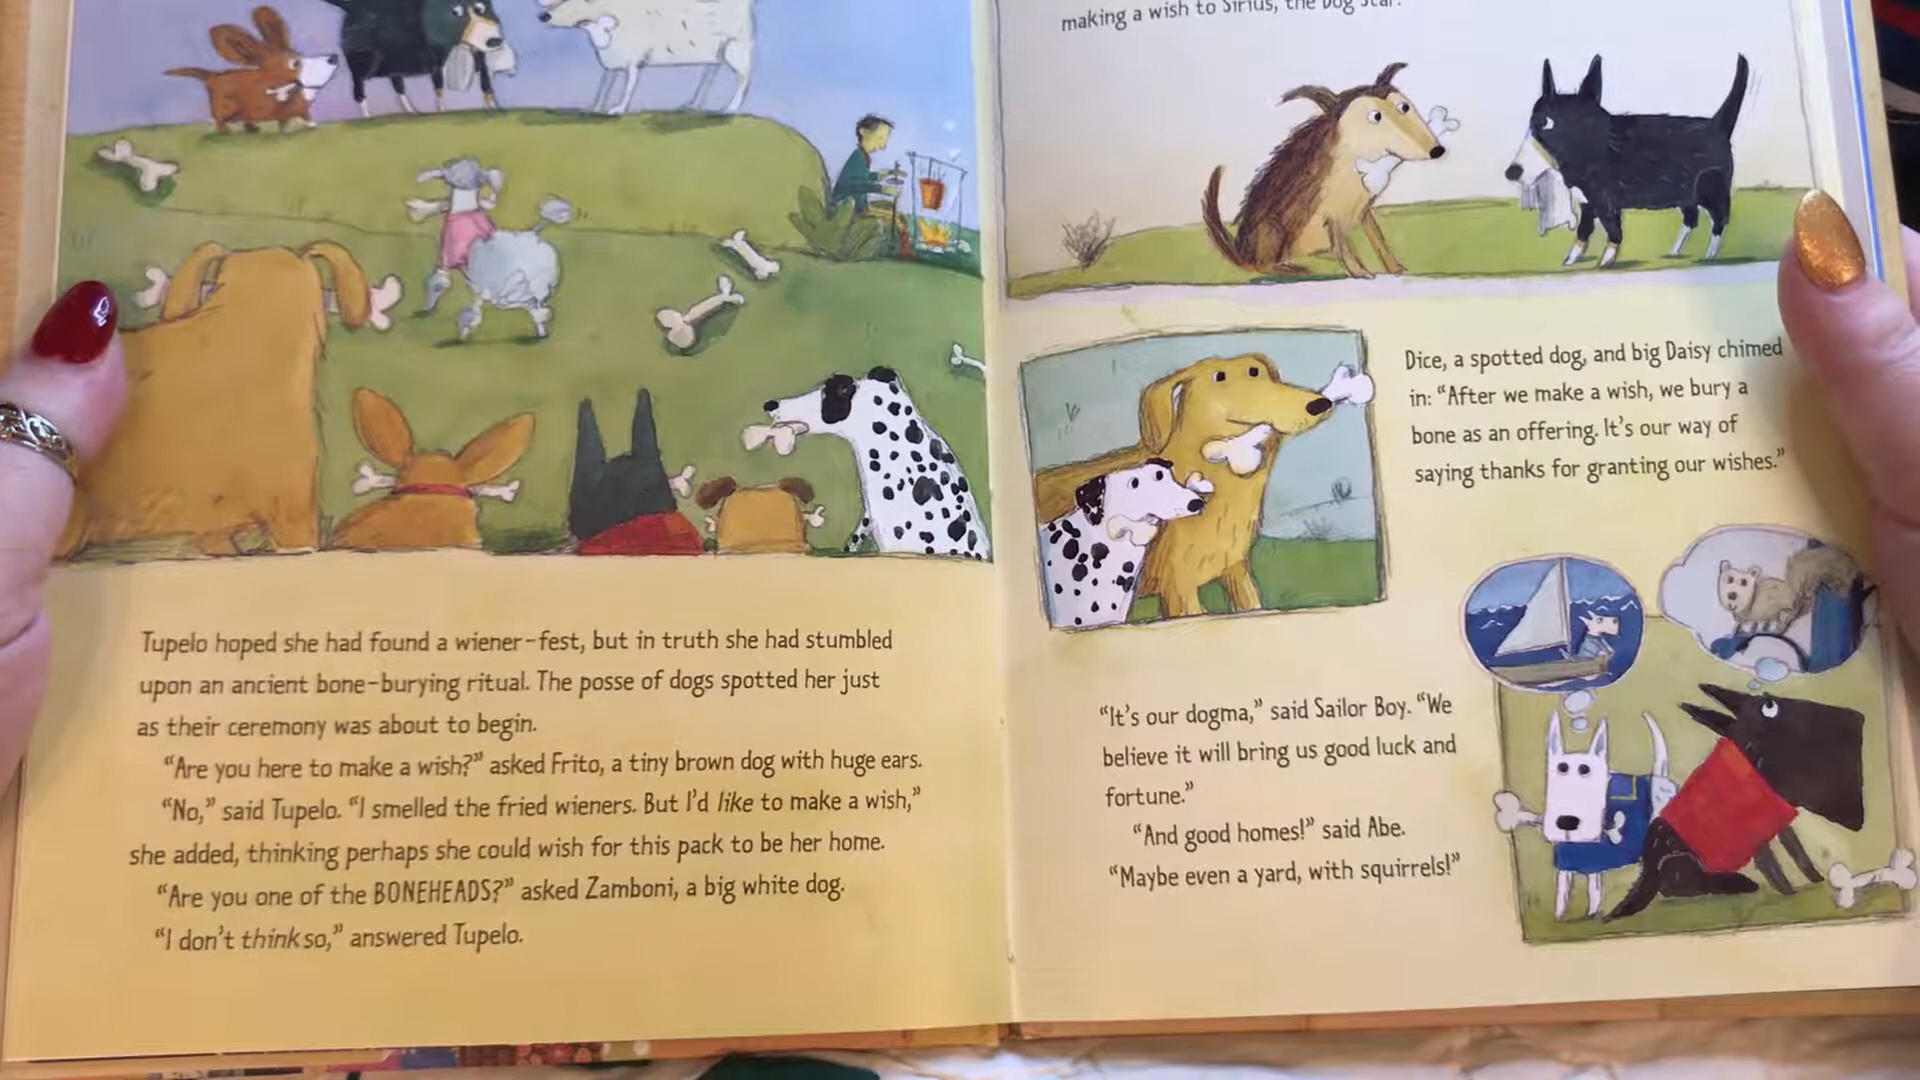 Tupelo hoped she had found a wiener-fest, but in truth she had stumbled
upon an ancient bone-burying ritual. The posse of dogs spotted her just
as their ceremony was about to begin.
“Are you here to make a wish?” asked Frito, a tiny brown dog with huge ears.
“No,” said Tupelo. “I smelled the fried wieners. But I’d like to make a wish,”
she added, thinking perhaps she could wish for this pack to be her home.
“Are you one of the BONEHEADS?” asked Zamboni, a big white dog.
“I don’t think so,” answered Tupelo.
making a wish to Sirius, the Dog Star.
Dice, a spotted dog, and big Daisy chimed
in: “After we make a wish, we bury a
bone as an offering. It’s our way of
saying thanks for granting our wishes.”
“It’s our dogma,” said Sailor Boy. “We
believe it will bring us good luck and
fortune.”
“And good homes!” said Abe.
“Maybe even a yard, with squirrels!”